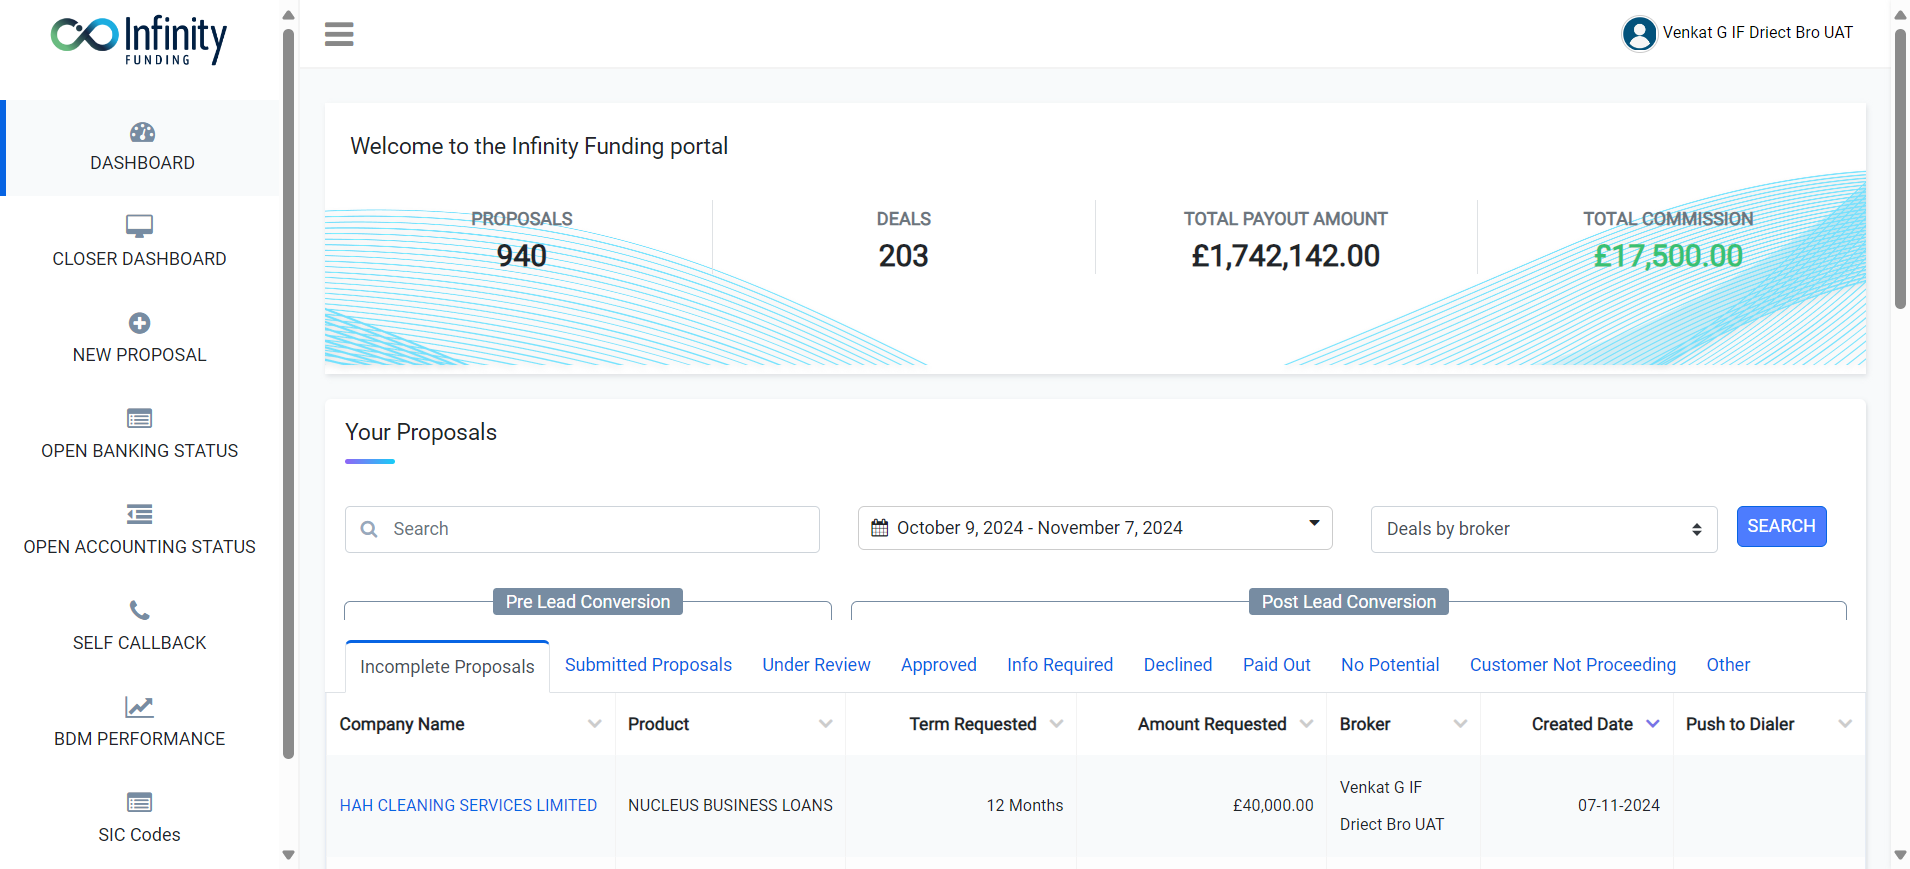 Infinity
FUNDING
Venkat G IF Driect Bro UAT
DASHBOARD
CLOSER DASHBOARD
NEW PROPOSAL
OPEN BANKING STATUS
OPEN ACCOUNTING STATUS
SELF CALLBACK
BDM PERFORMANCE
SIC Codes
Welcome to the Infinity Funding portal
PROPOSALS DEALS TOTAL PAYOUT AMOUNT TOTAL COMMISSION
940 203 £1,742,142.00 £17,500.00
Your Proposals
Search October 9, 2024 - November 7, 2024 Deals by broker SEARCH
Pre Lead Conversion Post Lead Conversion
Incomplete Proposals Submitted Proposals Under Review Approved Info Required Declined Paid Out No Potential Customer Not Proceeding Other
Company Name Product Term Requested Amount Requested Broker Created Date Push to Dialer
HAH CLEANING SERVICES LIMITED NUCLEUS BUSINESS LOANS 12 Months £40,000.00 Venkat G IF 07-11-2024
Driect Bro UAT